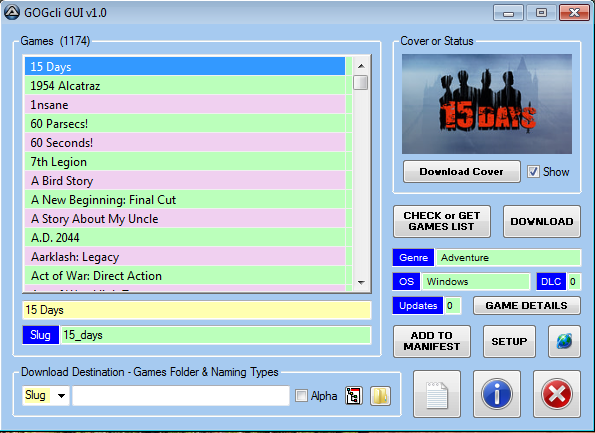 GOGcli GUI v1.0
Games (1174)
15 Days
1954 Alcatraz
1nsane
60 Parsecs!
60 Seconds!
7th Legion
A Bird Story
A New Beginning: Final Cut
A Story About My Uncle
A.D. 2044
Aarklash: Legacy
Act of War: Direct Action
15 Days
Slug 15_days
Download Destination - Games Folder & Naming Types
Slug Alpha
Cover or Status
15 DAYS
Download Cover Show
CHECK or GET
GAMES LIST
DOWNLOAD
Genre Adventure
OS Windows DLC 0
Updates 0 GAME DETAILS
ADD TO
MANIFEST
SETUP